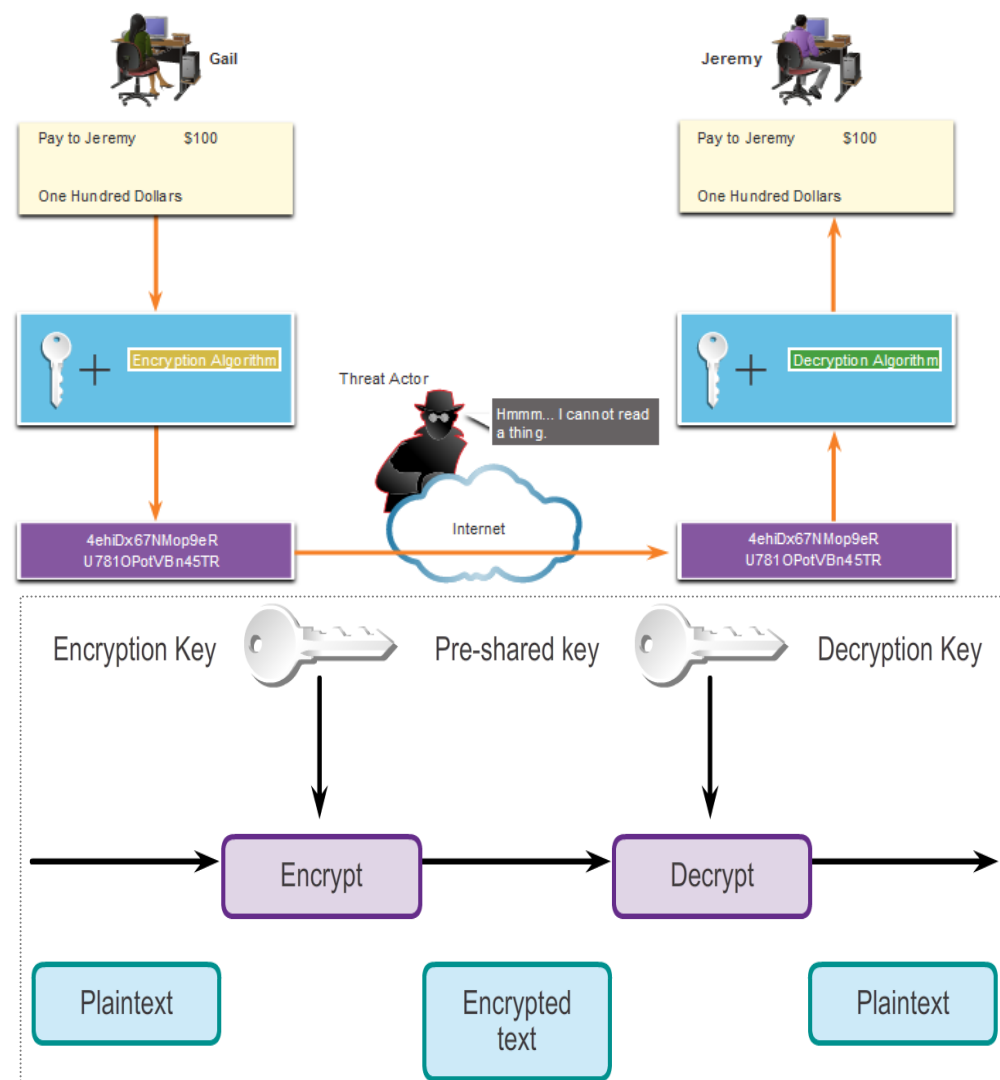 Gail
Jeremy
Pay to Jeremy $100
One Hundred Dollars
Pay to Jeremy $100
One Hundred Dollars
Encryption Algorithm
Decryption Algorithm
Threat Actor
Hmmm... I cannot read
a thing.
Internet
4ehiDx67NMop9eR
U781OPotVBn45TR
4ehiDx67NMop9eR
U781OPotVBn45TR
Encryption Key
Pre-shared key
Decryption Key
Encrypt
Decrypt
Plaintext
Encrypted
text
Plaintext